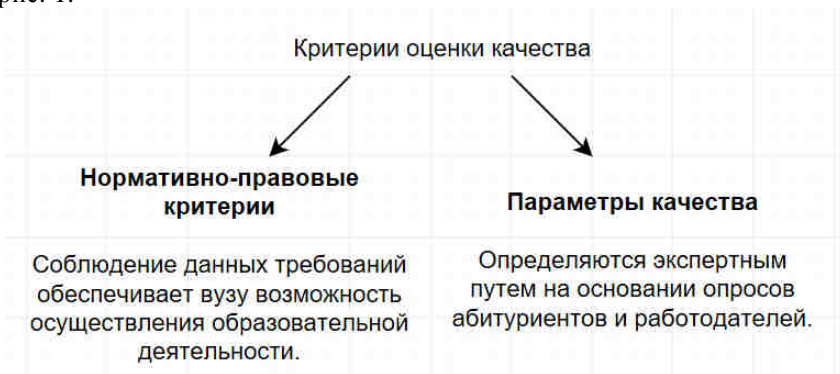 рис. 1.
Критерии оценки качества
Нормативно-правовые
критерии
Соблюдение данных требований
обеспечивает вузу возможность
осуществления образовательной
деятельности.
Параметры качества
Определяются экспертным
путем на основании опросов
абитуриентов и работодателей.